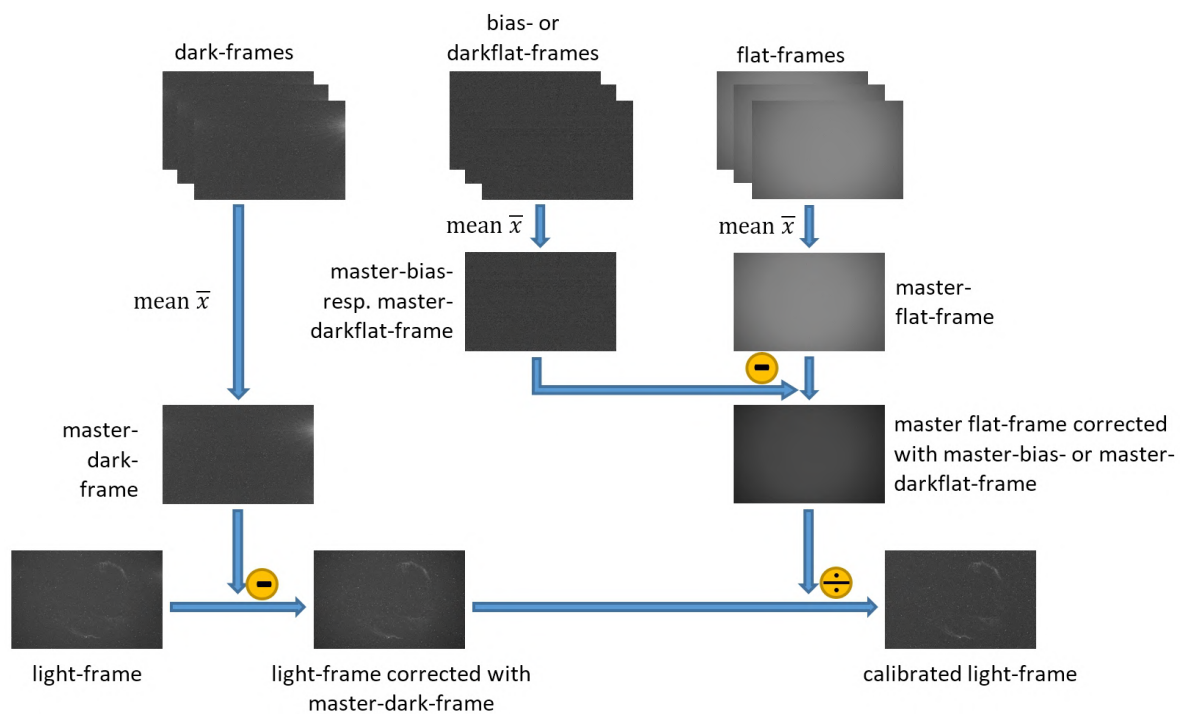 dark-frames
bias- or
darkflat-frames
flat-frames
mean x̅
mean x̅
mean x̅
master-bias-
resp. master-
darkflat-frame
master-
flat-frame
master-
dark-
frame
master flat-frame corrected
with master-bias- or master-
darkflat-frame
light-frame
light-frame corrected with
master-dark-frame
calibrated light-frame